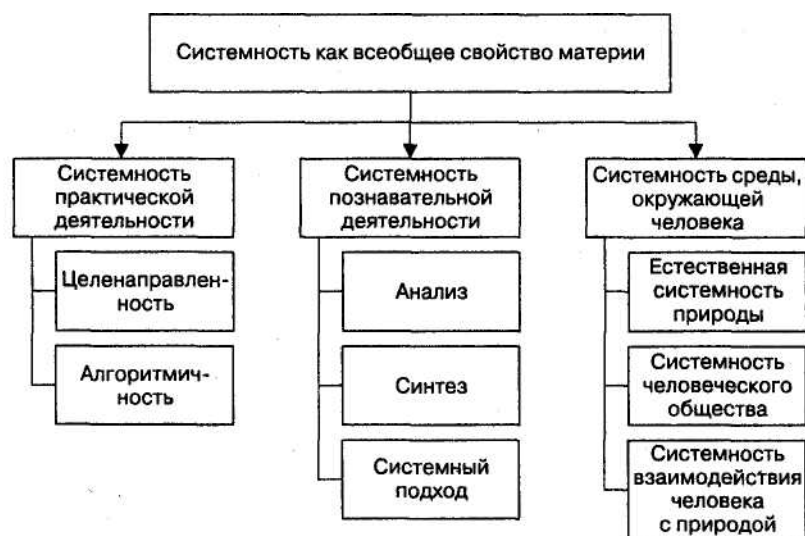 Системность как всеобщее свойство материи
Системность
практической
деятельности
Целенаправлен-
ность
Алгоритмич-
ность
Системность
познавательной
деятельности
Анализ
Синтез
Системный
подход
Системность среды,
окружающей
человека
Естественная
системность
природы
Системность
человеческого
общества
Системность
взаимодействия
человека
с природой